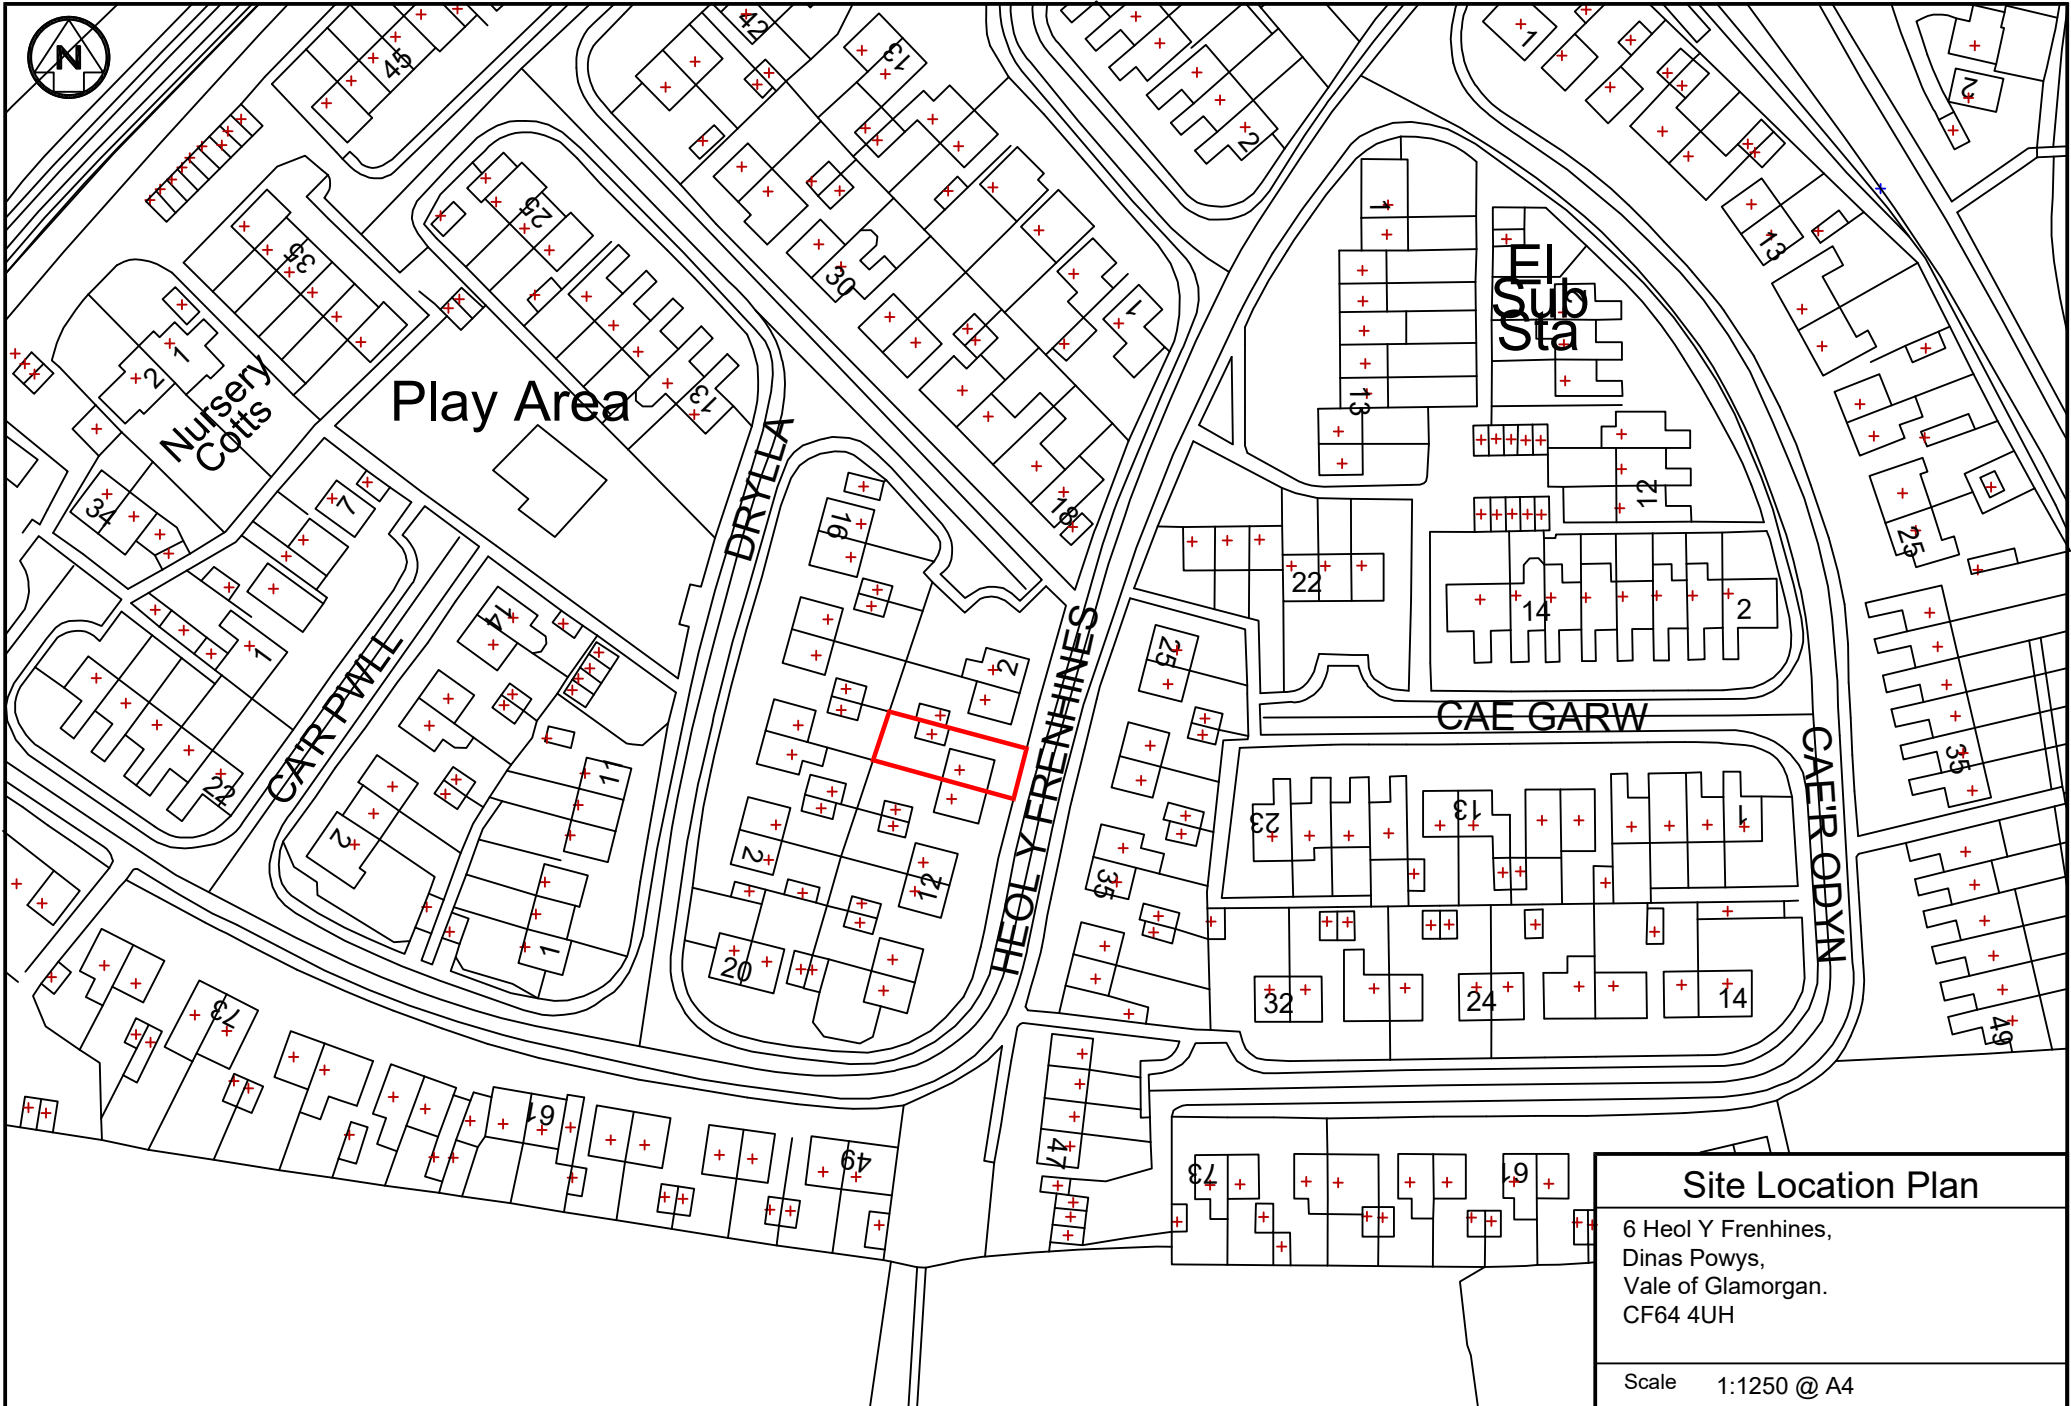 N
45
42
13
1
2
2
25
35
30
1
1
El
Sub
Sta
2
13
13
13
Play Area
1
2
Nursery
Cotts
34
7
DRYLLA
16
18
12
25
22
14
2
14
1
CA'R PWLL
22
2
11
2
HEOL Y FRENHINES
25
CAE GARW
CAE'R ODYN
35
23
13
1
2
12
35
1
20
32
24
14
49
73
61
49
47
73
61
Site Location Plan
6 Heol Y Frenhines,
Dinas Powys,
Vale of Glamorgan.
CF64 4UH
Scale 1:1250 @ A4